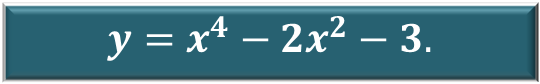 y = x⁴ − 2x² − 3.